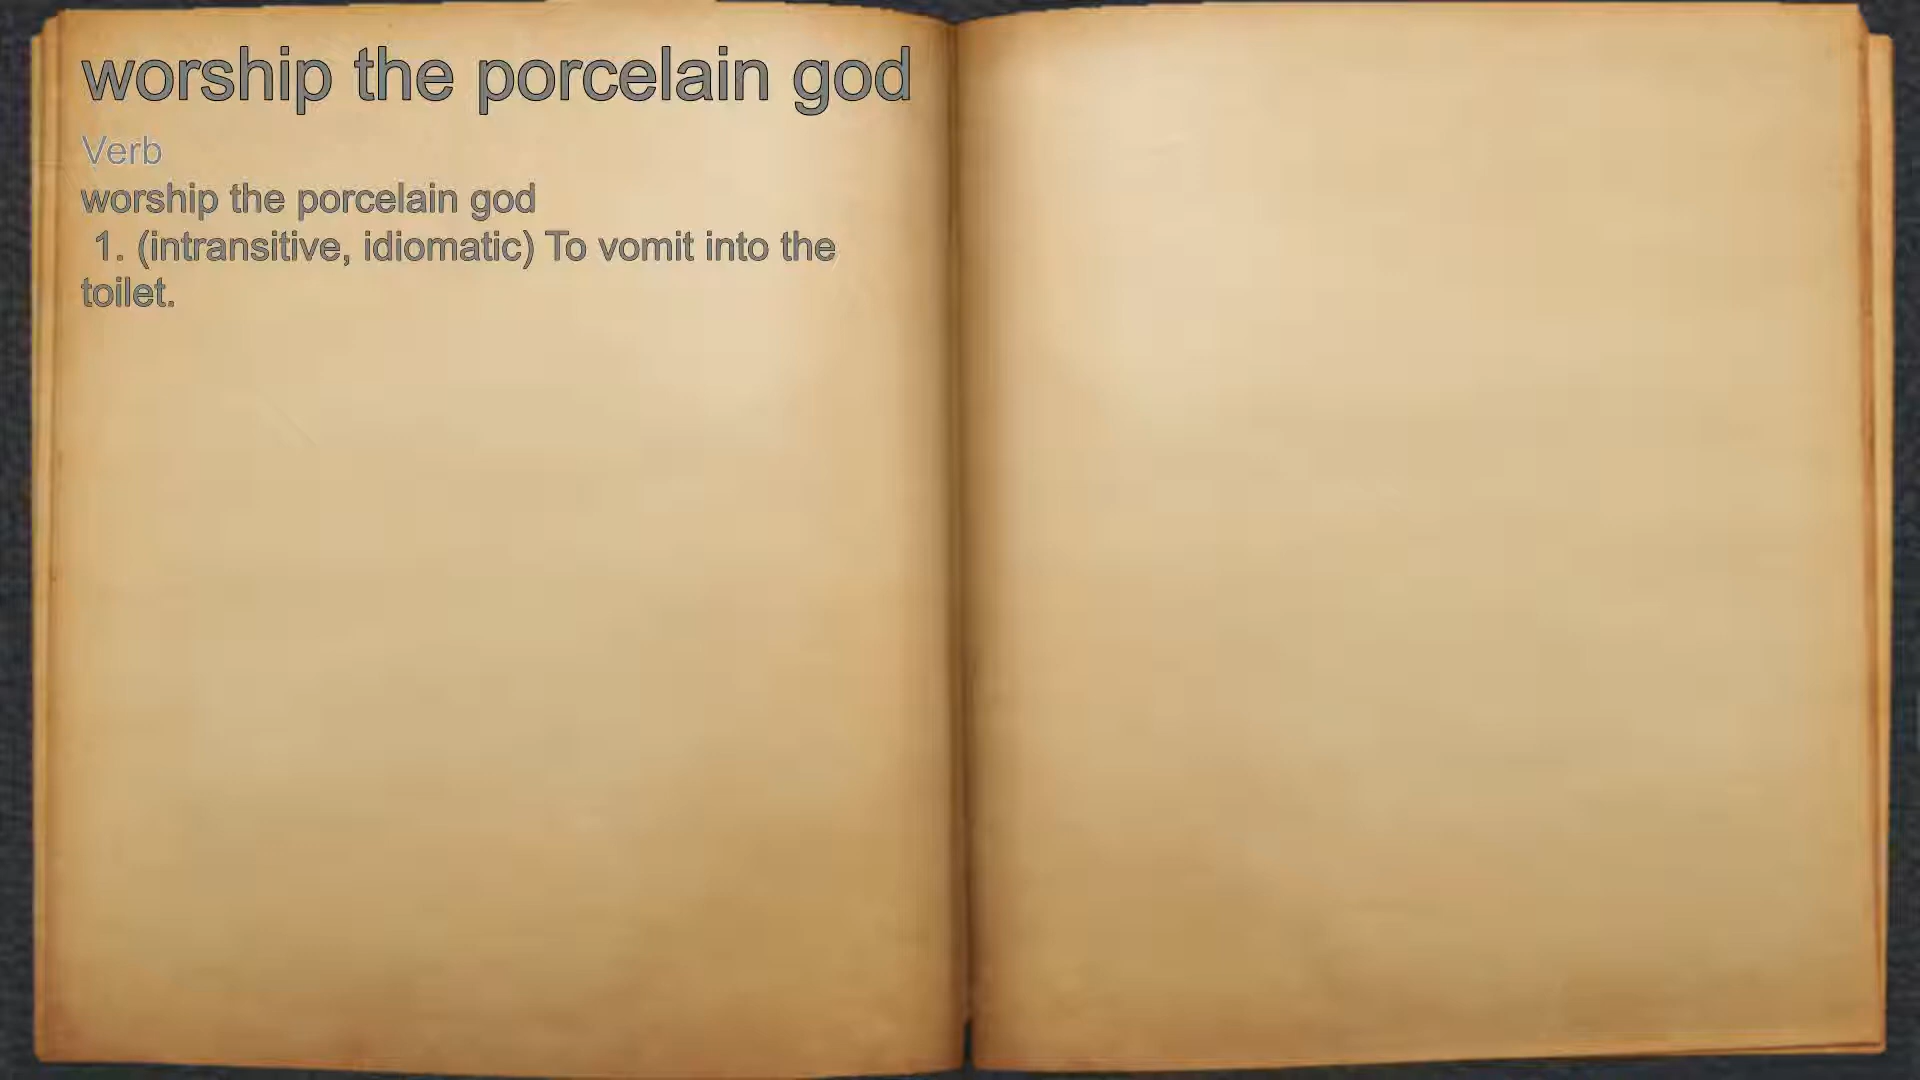 worship the porcelain god
Verb
worship the porcelain god
1. (intransitive, idiomatic) To vomit into the
toilet.